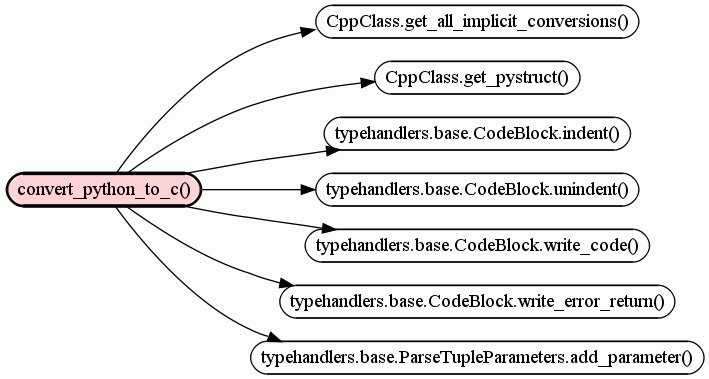 CppClass.get_all_implicit_conversions()
CppClass.get_pystruct()
typehandlers.base.CodeBlock.indent()
convert_python_to_c()
typehandlers.base.CodeBlock.unindent()
typehandlers.base.CodeBlock.write_code()
typehandlers.base.CodeBlock.write_error_return()
typehandlers.base.ParseTupleParameters.add_parameter()